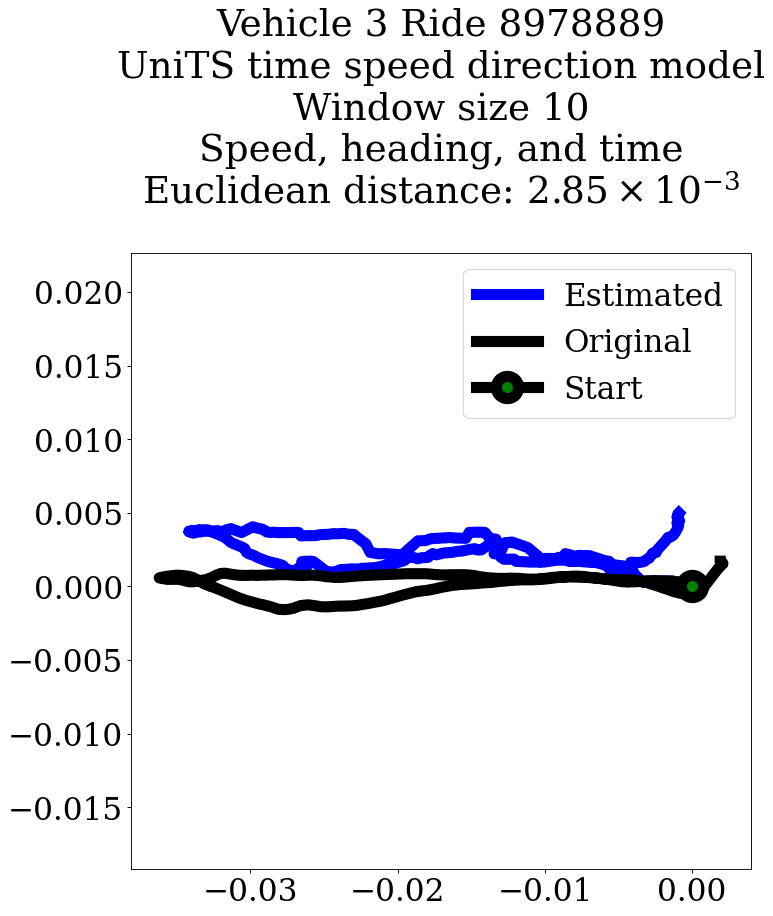 Vehicle 3 Ride 8978889
UniTS time speed direction model
Window size 10
Speed, heading, and time
Euclidean distance: 2.85 × 10⁻³
Estimated
Original
Start
0.020
0.015
0.010
0.005
0.000
−0.005
−0.010
−0.015
−0.03 −0.02 −0.01 0.00